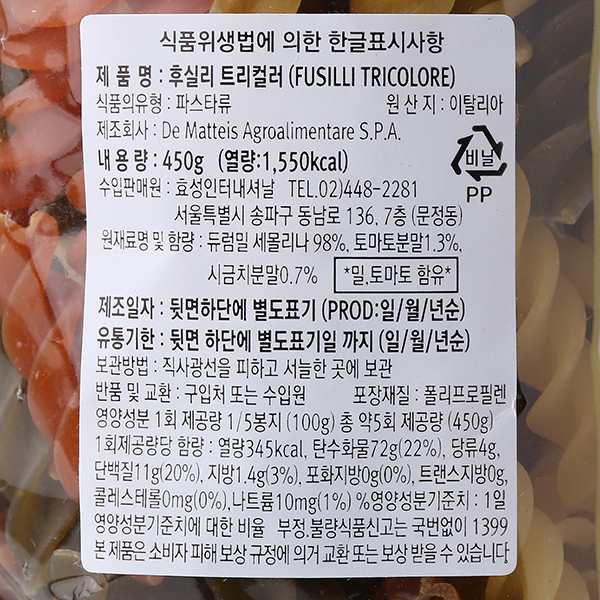 식품위생법에 의한 한글표시사항
제 품 명 : 후실리 트리컬러 (FUSILLI TRICOLORE)
식품의유형 : 파스타류 원 산 지 : 이탈리아
제조회사 : De Matteis Agroalimentare S.P.A.
내 용 량 : 450g (열량:1,550kcal)
비닐
PP
수입판매원 : 효성인터내셔날 TEL.02)448-2281
서울특별시 송파구 동남로 136, 7층 (문정동)
원재료명 및 함량 : 듀럼밀 세몰리나 98%, 토마토분말1.3%,
시금치분말0.7% *밀,토마토 함유*
제조일자 : 뒷면하단에 별도표기 (PROD:일/월/년순)
유통기한 : 뒷면 하단에 별도표기일 까지 (일/월/년순)
보관방법 : 직사광선을 피하고 서늘한 곳에 보관
반품 및 교환 : 구입처 또는 수입원 포장재질 : 폴리프로필렌
영양성분 1회 제공량 1/5봉지 (100g) 총 약5회 제공량 (450g)
1회제공량당 함량 : 열량345kcal, 탄수화물72g(22%), 당류4g,
단백질11g(20%), 지방1.4g(3%), 포화지방0g(0%), 트랜스지방0g,
콜레스테롤0mg(0%),나트륨10mg(1%) %영양성분기준치 : 1일
영양성분기준치에 대한 비율 부정.불량식품신고는 국번없이 1399
본 제품은 소비자 피해 보상 규정에 의거 교환 또는 보상 받을 수 있습니다.